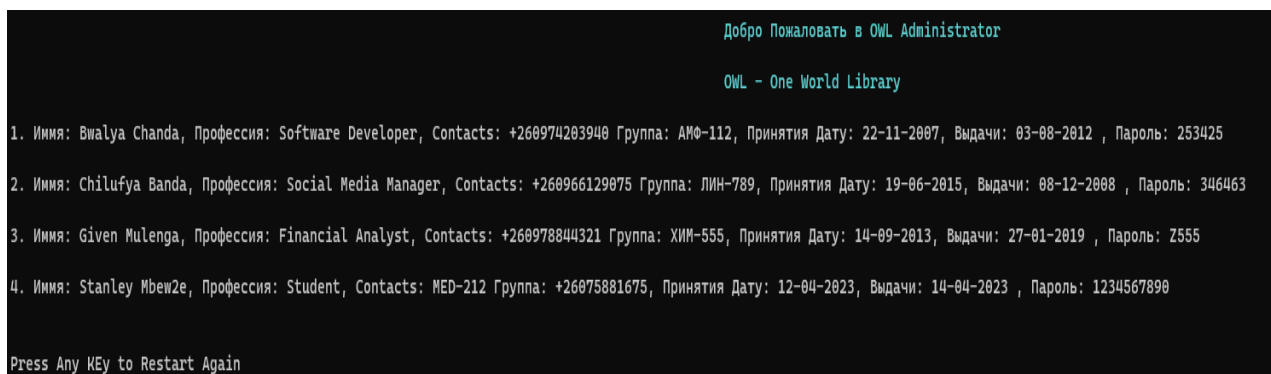 Добро Пожаловать в OWL Administrator
OWL - One World Library
1. Иммя: Bwalya Chanda, Профессия: Software Developer, Contacts: +260974203940 Группа: АМФ-112, Принятия Дату: 22-11-2007, Выдачи: 03-08-2012 , Пароль: 253425
2. Иммя: Chilufya Banda, Профессия: Social Media Manager, Contacts: +260966129075 Группа: ЛИН-789, Принятия Дату: 19-06-2015, Выдачи: 08-12-2008 , Пароль: 346463
3. Иммя: Given Mulenga, Профессия: Financial Analyst, Contacts: +260978844321 Группа: ХИМ-555, Принятия Дату: 14-09-2013, Выдачи: 27-01-2019 , Пароль: Z555
4. Иммя: Stanley Mbew2e, Профессия: Student, Contacts: MED-212 Группа: +26075881675, Принятия Дату: 12-04-2023, Выдачи: 14-04-2023 , Пароль: 1234567890
Press Any KEy to Restart Again